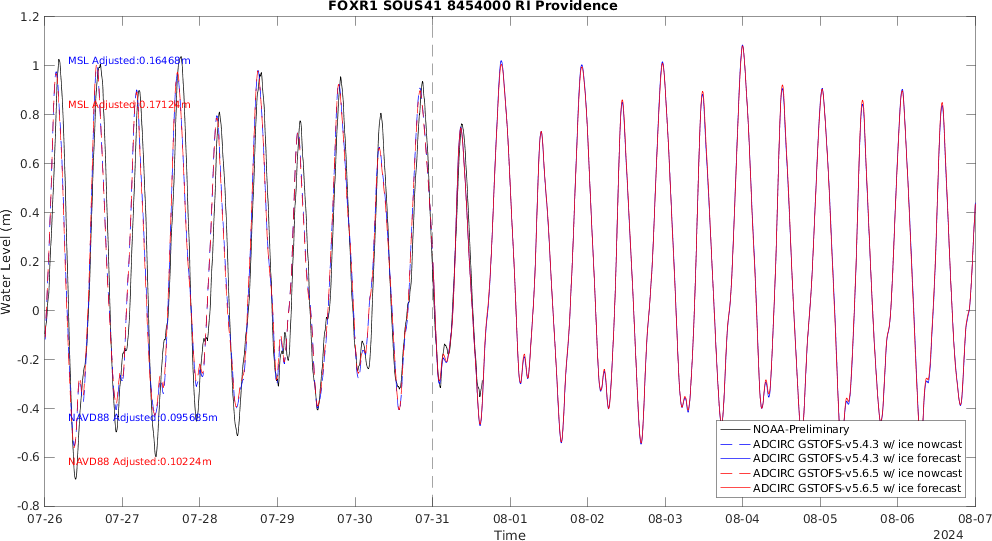 FOXR1 SOUS41 8454000 RI Providence
1.2
1
0.8
0.6
0.4
0.2
0
-0.2
-0.4
-0.6
-0.8
Water Level (m)
MSL Adjusted:0.16468m
MSL Adjusted:0.17124m
NAVD88 Adjusted:0.095685m
NAVD88 Adjusted:0.10224m
NOAA-Preliminary
ADCIRC GSTOFS-v5.4.3 w/ ice nowcast
ADCIRC GSTOFS-v5.4.3 w/ ice forecast
ADCIRC GSTOFS-v5.6.5 w/ ice nowcast
ADCIRC GSTOFS-v5.6.5 w/ ice forecast
07-26 07-27 07-28 07-29 07-30 07-31 08-01 08-02 08-03 08-04 08-05 08-06 08-07
Time
2024